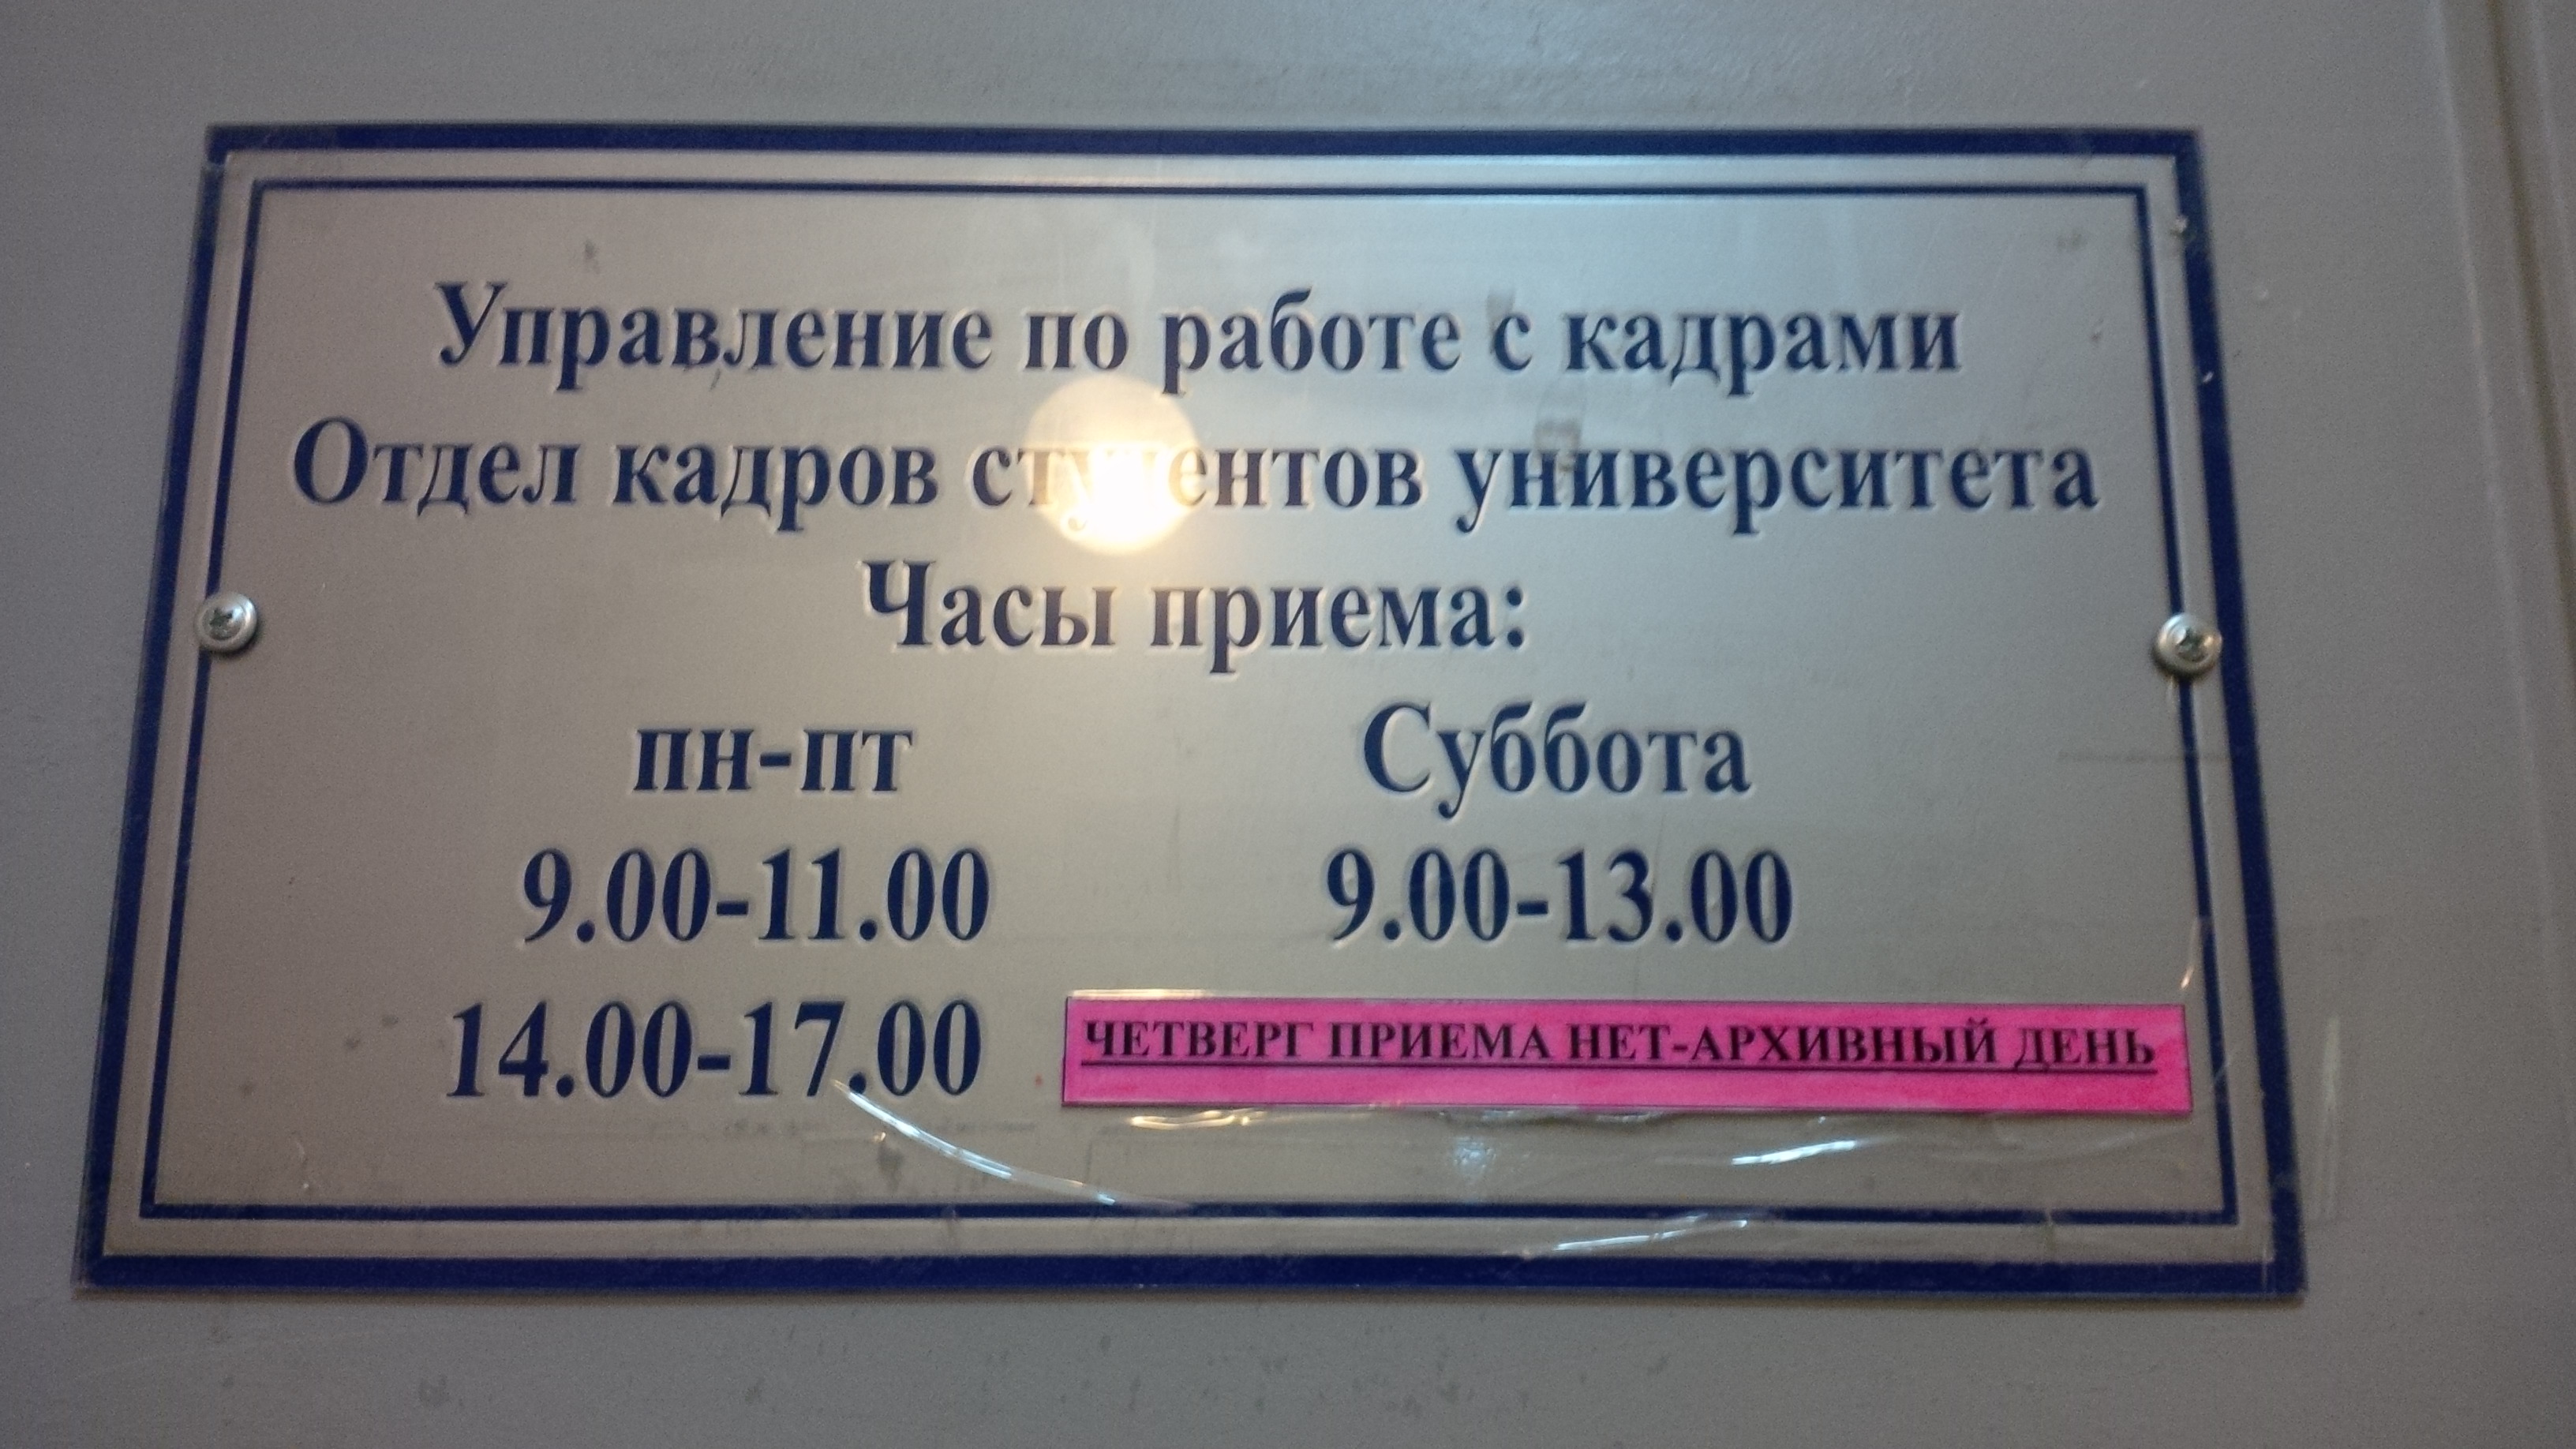 Управление по работе с кадрами
Отдел кадров студентов университета
Часы приема:
пн-пт Суббота
9.00-11.00 9.00-13.00
14.00-17.00 ЧЕТВЕРГ ПРИЕМА НЕТ-АРХИВНЫЙ ДЕНЬ